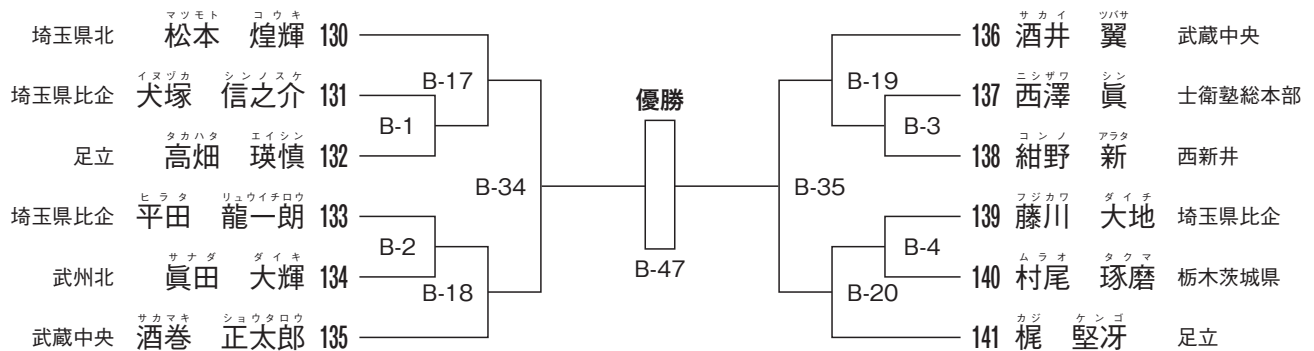 埼玉県北 松本 煌輝 130
マツモト コウキ
B-17
埼玉県比企 犬塚 信之介 131
イヌヅカ シンノスケ
B-1
足立 高畑 瑛慎 132
タカハタ エイシン
B-34
埼玉県比企 平田 龍一朗 133
ヒラタ リュウイチロウ
B-2
武州北 眞田 大輝 134
サナダ ダイキ
B-18
武蔵中央 酒巻 正太郎 135
サカマキ ショウタロウ
優勝
B-47
サカイ ツバサ
136 酒井 翼 武蔵中央
B-19
ニシザワ シン
137 西澤 眞 士衛塾総本部
B-3
コンノ アラタ
138 紺野 新 西新井
B-35
フジカワ ダイチ
139 藤川 大地 埼玉県比企
B-4
ムラオ タクマ
140 村尾 琢磨 栃木茨城県
B-20
カジ ケンゴ
141 梶 堅冴 足立